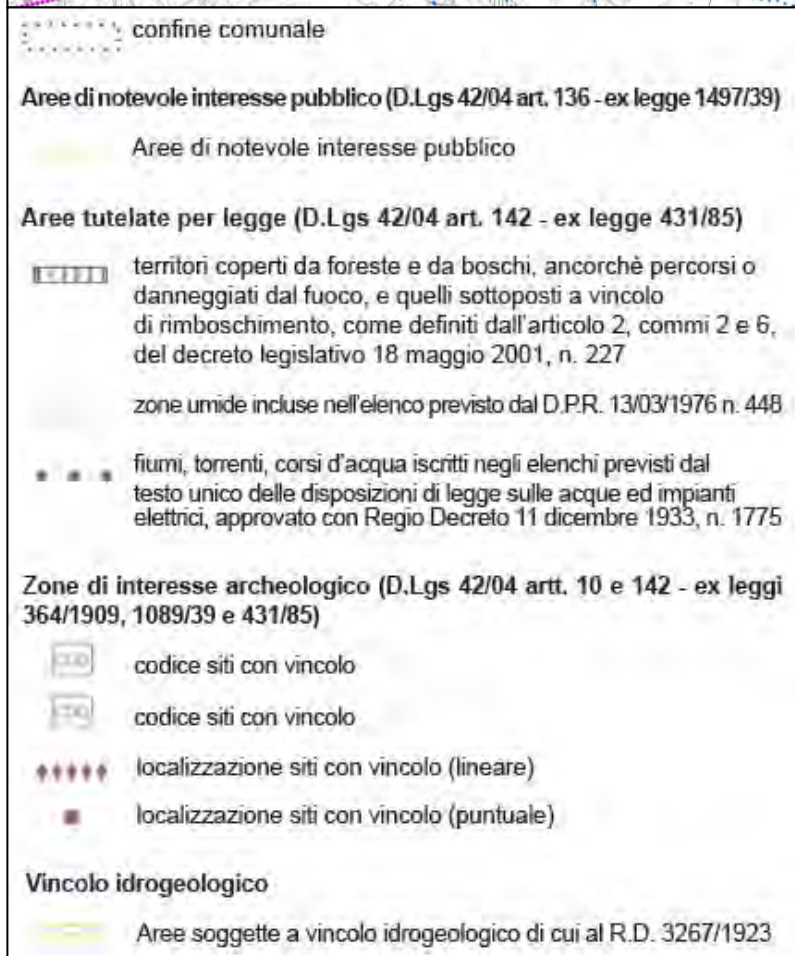 confine comunale
Aree di notevole interesse pubblico (D.Lgs 42/04 art. 136 - ex legge 1497/39)
Aree di notevole interesse pubblico
Aree tutelate per legge (D.Lgs 42/04 art. 142 - ex legge 431/85)
territori coperti da foreste e da boschi, ancorchè percorsi o
danneggiati dal fuoco, e quelli sottoposti a vincolo
di rimboschimento, come definiti dall'articolo 2, commi 2 e 6,
del decreto legislativo 18 maggio 2001, n. 227
zone umide incluse nell'elenco previsto dal D.P.R. 13/03/1976 n. 448
fiumi, torrenti, corsi d'acqua iscritti negli elenchi previsti dal
testo unico delle disposizioni di legge sulle acque ed impianti
elettrici, approvato con Regio Decreto 11 dicembre 1933, n. 1775
Zone di interesse archeologico (D.Lgs 42/04 artt. 10 e 142 - ex leggi
364/1909, 1089/39 e 431/85)
codice siti con vincolo
codice siti con vincolo
localizzazione siti con vincolo (lineare)
localizzazione siti con vincolo (puntuale)
Vincolo idrogeologico
Aree soggette a vincolo idrogeologico di cui al R.D. 3267/1923